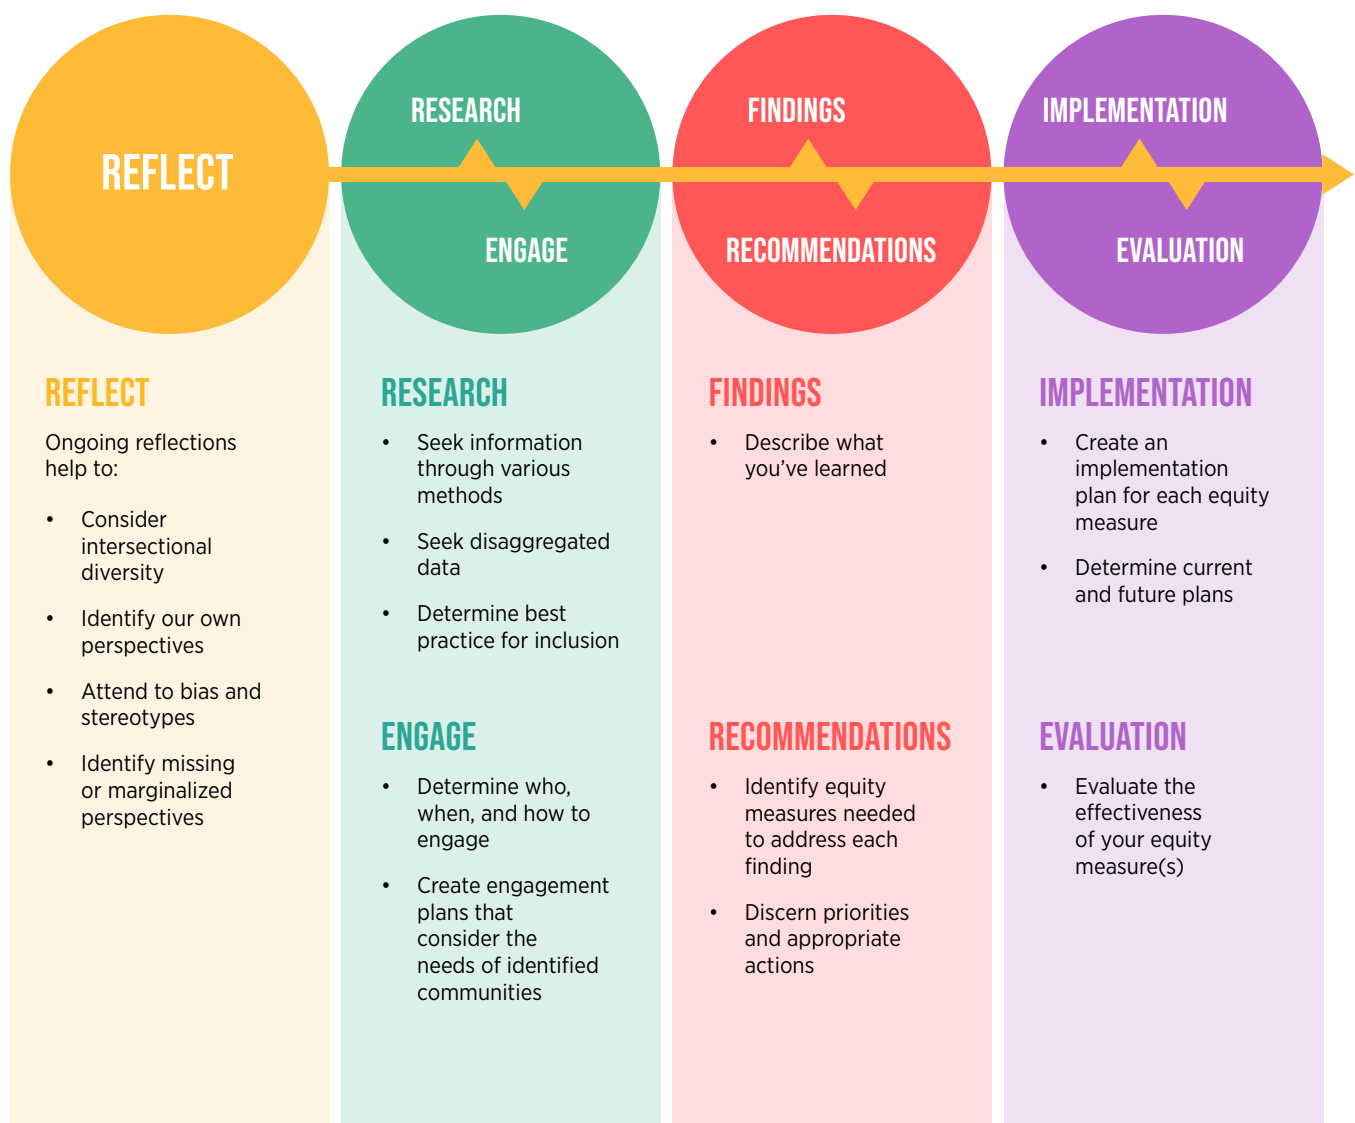 REFLECT
RESEARCH
ENGAGE
FINDINGS
RECOMMENDATIONS
IMPLEMENTATION
EVALUATION
REFLECT
Ongoing reflections
help to:
• Consider
intersectional
diversity
• Identify our own
perspectives
• Attend to bias and
stereotypes
• Identify missing
or marginalized
perspectives
RESEARCH
• Seek information
through various
methods
• Seek disaggregated
data
• Determine best
practice for inclusion
ENGAGE
• Determine who,
when, and how to
engage
• Create engagement
plans that
consider the
needs of identified
communities
FINDINGS
• Describe what
you’ve learned
RECOMMENDATIONS
• Identify equity
measures needed
to address each
finding
• Discern priorities
and appropriate
actions
IMPLEMENTATION
• Create an
implementation
plan for each equity
measure
• Determine current
and future plans
EVALUATION
• Evaluate the
effectiveness
of your equity
measure(s)